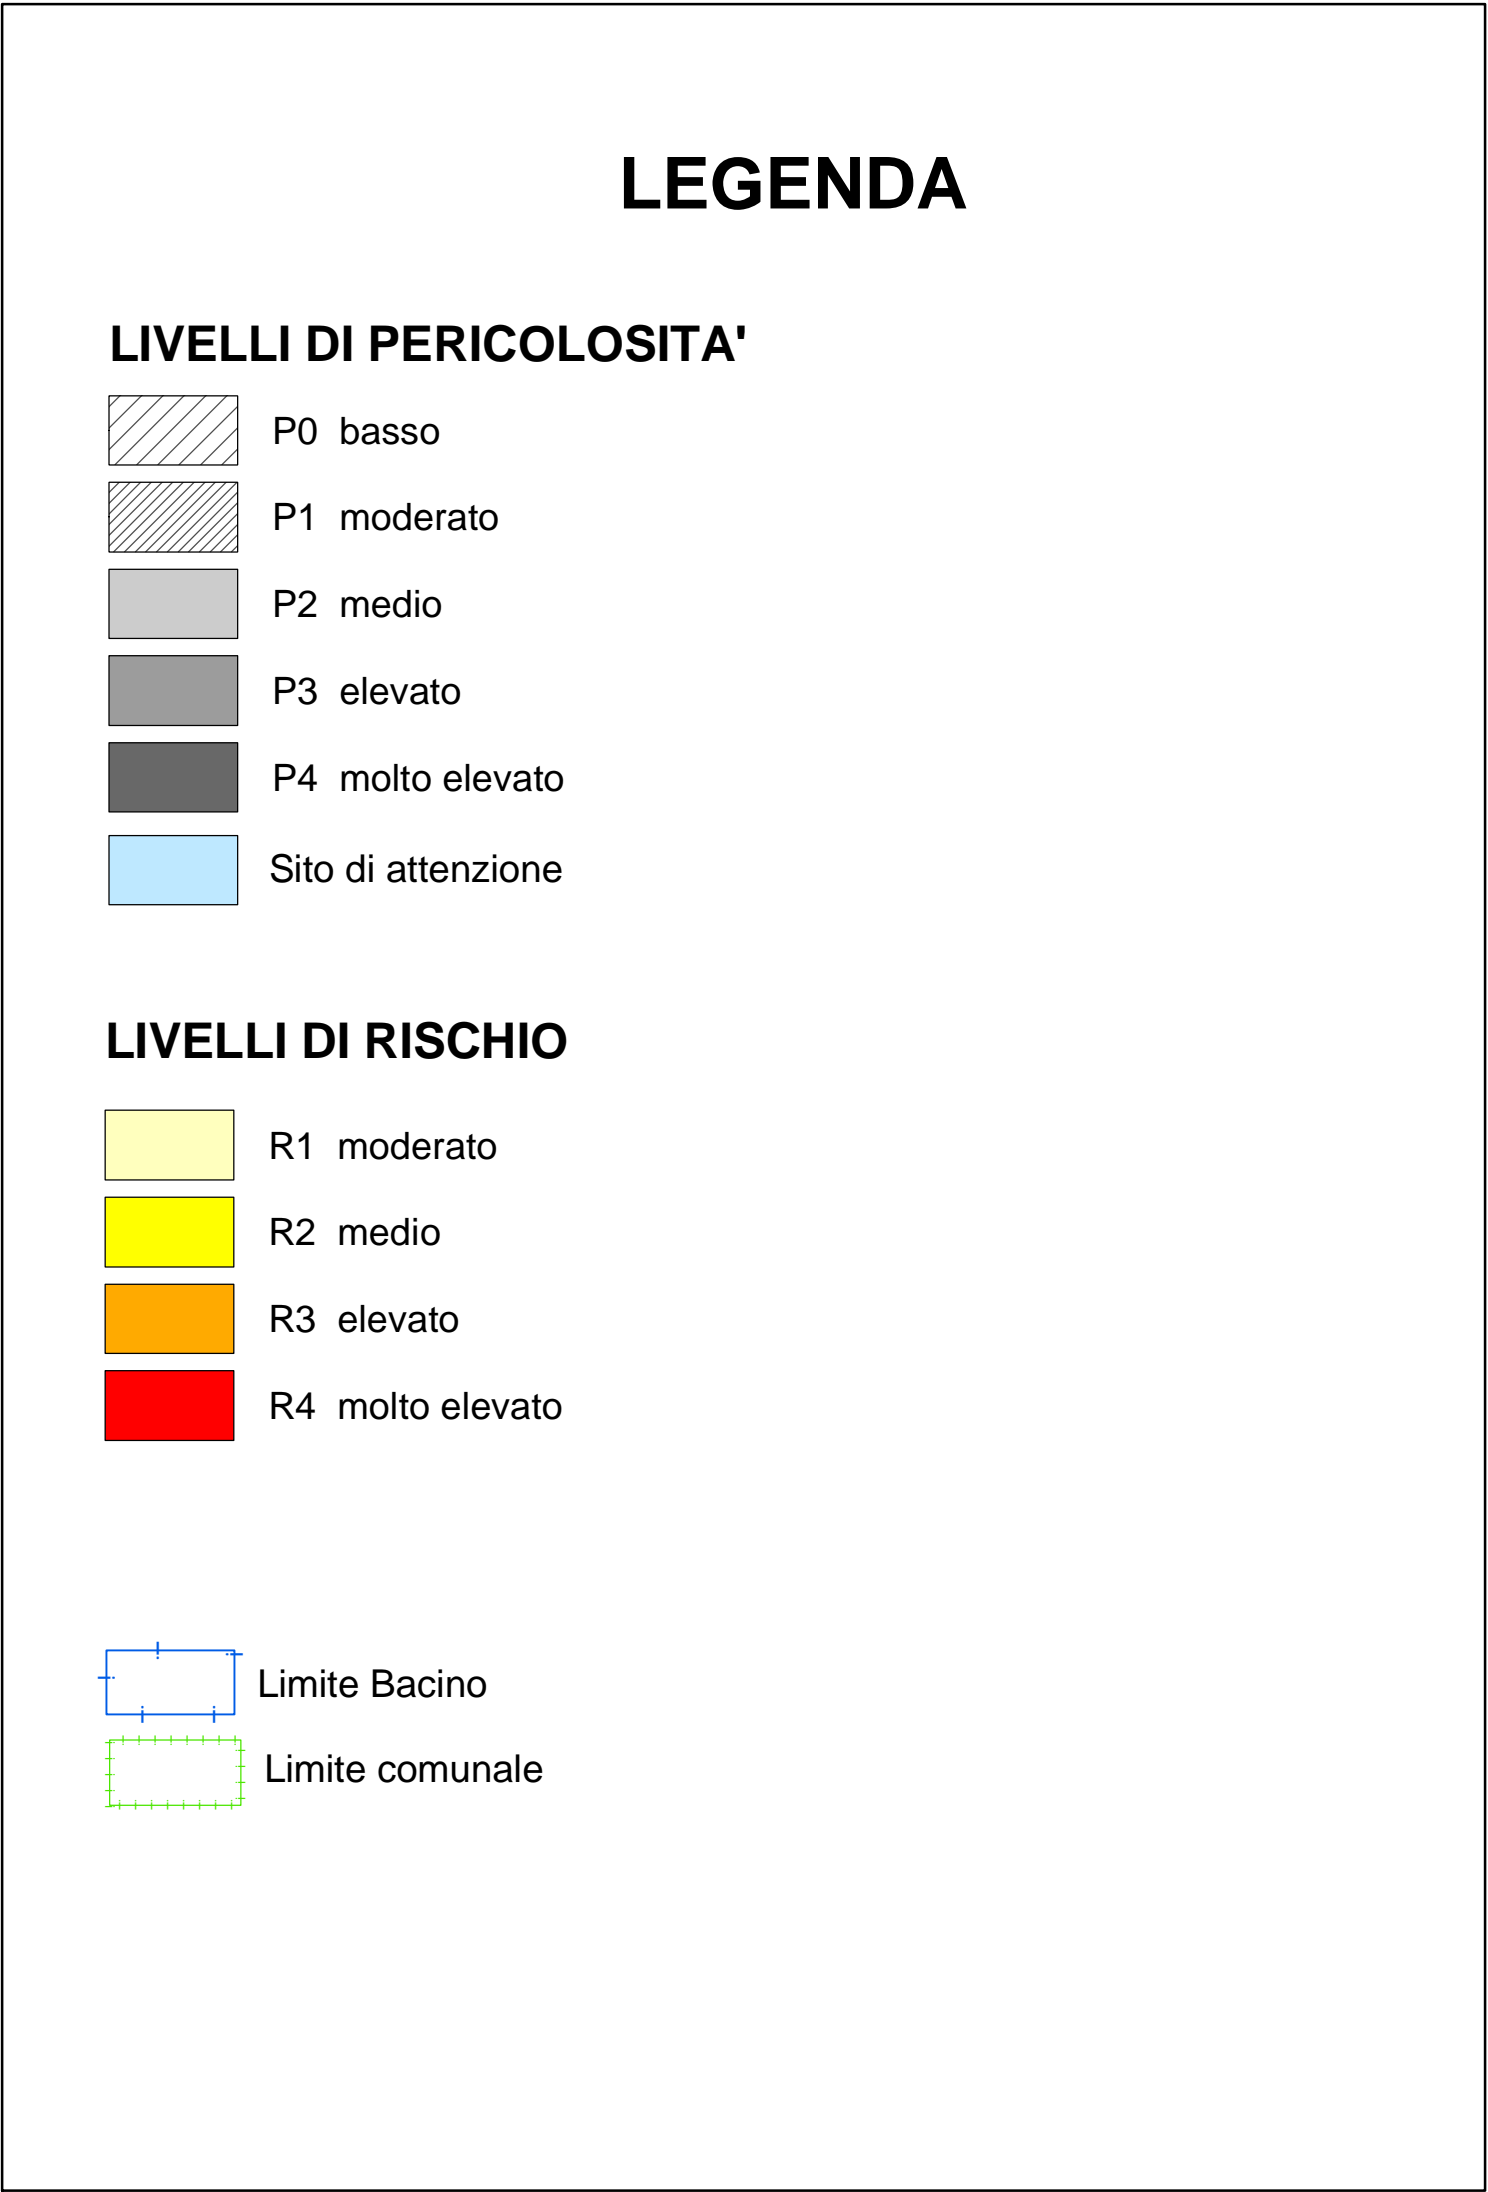 LEGENDA
LIVELLI DI PERICOLOSITA'
P0 basso
P1 moderato
P2 medio
P3 elevato
P4 molto elevato
Sito di attenzione
LIVELLI DI RISCHIO
R1 moderato
R2 medio
R3 elevato
R4 molto elevato
Limite Bacino
Limite comunale